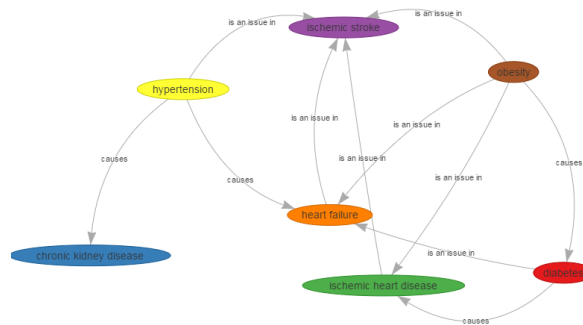 is an issue in
is an issue in
ischemic stroke
obesity
hypertension
is an issue in
is an issue in
causes
is an issue in
causes
causes
is an issue in
heart failure
is an issue in
chronic kidney disease
diabetes
ischemic heart disease
causes